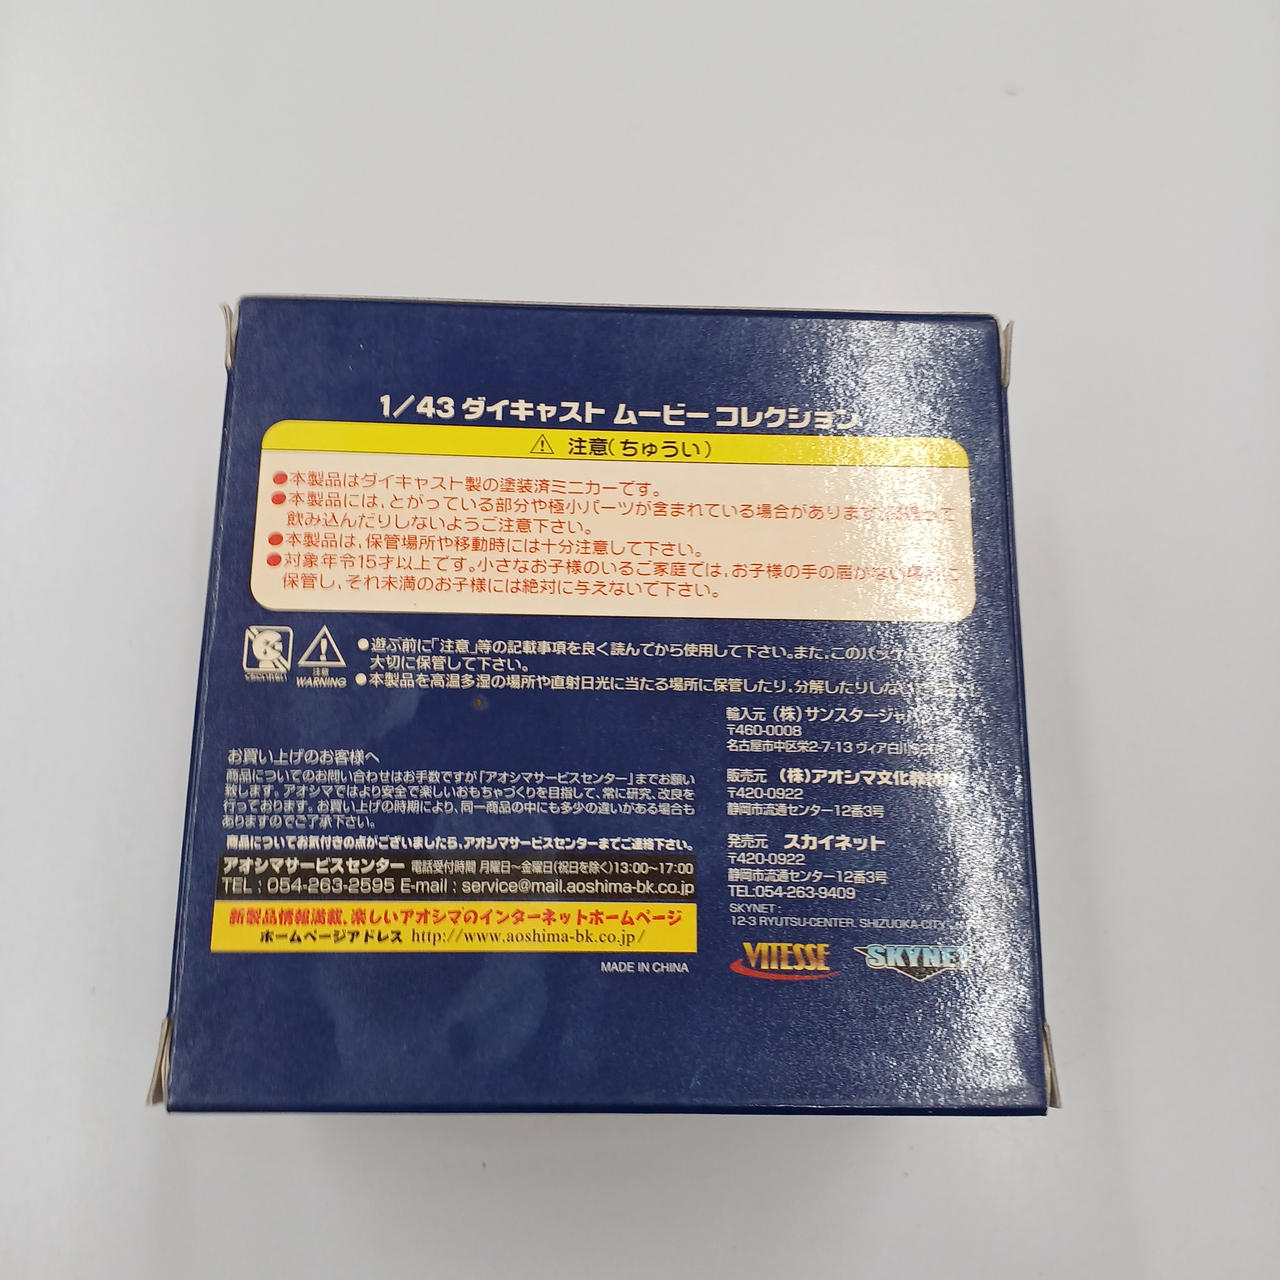 1/43 ダイキャスト ムービー コレクション
注意(ちゅうい)
●本製品はダイキャスト製の塗装済ミニカーです。
●本製品には、とがっている部分や極小パーツが含まれている場合があります。
飲み込んだりしないようご注意下さい。
●本製品は、保管場所や移動時には十分注意して下さい。
●対象年令15才以上です。小さなお子様のいるご家庭では、お子様の手の届かない場所に
保管し、それ未満のお子様には絶対に与えないで下さい。
●遊ぶ前に「注意」等の記載事項を良く読んでから使用して下さい。また、このパッケージは
大切に保管して下さい。
●本製品を高温多湿の場所や直射日光に当たる場所に保管したり、分解したりしない
注意
WARNING
輸入元 (株)サンスタージャパン
〒460-0008
名古屋市中区栄2-7-13 ヴィア白川
販売元 (株)アオシマ文化教材社
〒420-0922
静岡市流通センター12番3号
発売元 スカイネット
〒420-0922
静岡市流通センター12番3号
TEL:054-263-9409
SKYNET :
12-3 RYUTSU-CENTER. SHIZUOKA-CITY
VITESSE
SKYNET
お買い上げのお客様へ
商品についてのお問い合わせはお手数ですが「アオシマサービスセンター」までお願い
致します。アオシマではより安全で楽しいおもちゃづくりを目指して、常に研究、改良を
行っております。お買い上げの時期により、同一商品の中にも多少の違いがある場合も
ありますのでご了承下さい。
商品についてお気付きの点がございましたら、アオシマサービスセンターまでご連絡下さい。
アオシマサービスセンター 電話受付時間 月曜日～金曜日(祝日を除く)13:00～17:00
TEL : 054-263-2595 E-mail : service@mail.aoshima-bk.co.jp
新製品情報満載、楽しいアオシマのインターネットホームページ
ホームページアドレス http://www.aoshima-bk.co.jp/
MADE IN CHINA